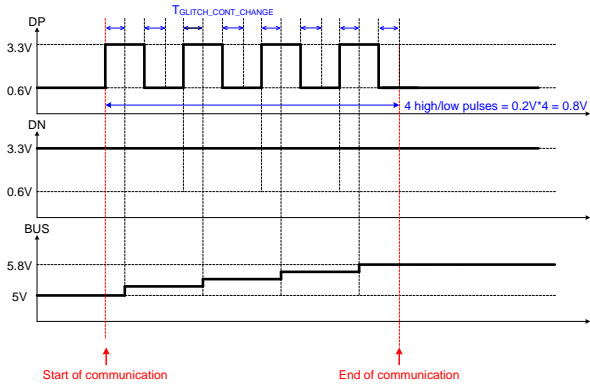 T_GLITCH_CONT_CHANGE
DP
3.3V
0.6V
4 high/low pulses = 0.2V*4 = 0.8V
DN
3.3V
0.6V
BUS
5.8V
5V
Start of communication
End of communication